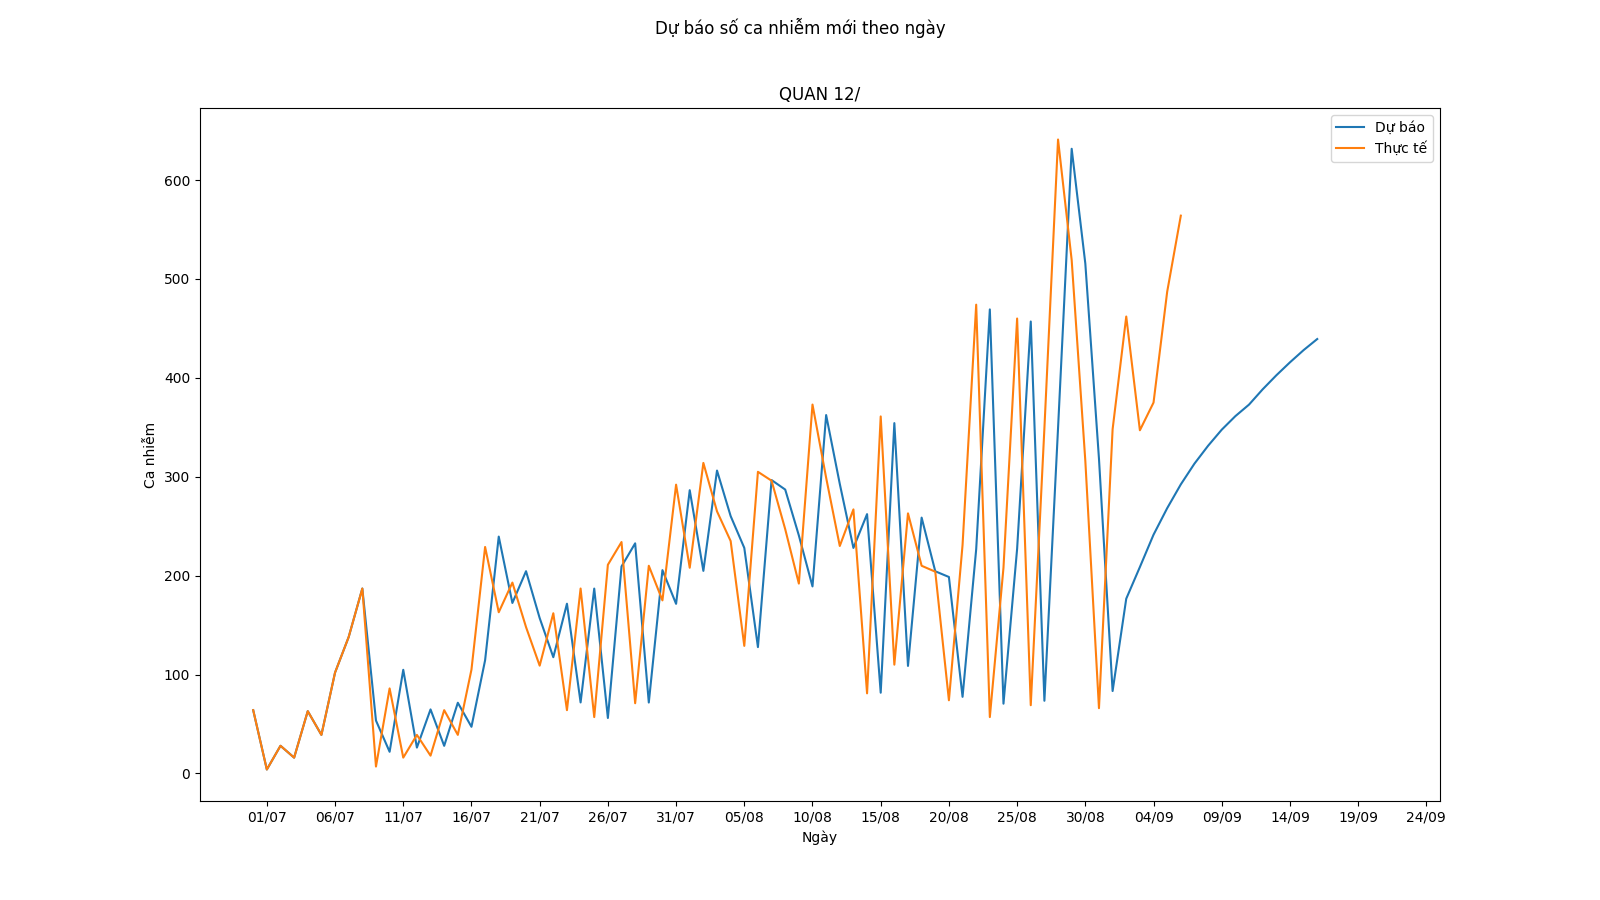 Dự báo số ca nhiễm mới theo ngày
QUAN 12/
Dự báo
Thực tế
600
500
400
300
200
100
0
Ca nhiễm
01/07 06/07 11/07 16/07 21/07 26/07 31/07 05/08 10/08 15/08 20/08 25/08 30/08 04/09 09/09 14/09 19/09 24/09
Ngày